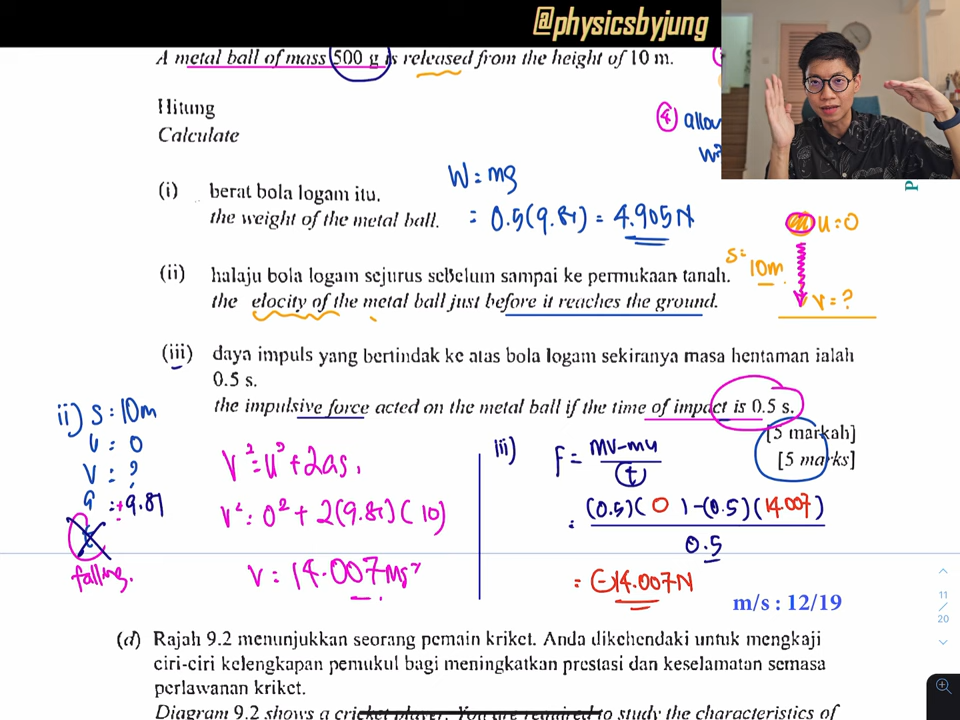 @physicsbyjung
A metal ball of mass 500 g is released from the height of 10 m.
Hitung
Calculate
④ allow
(i) berat bola logam itu.
the weight of the metal ball.
W = mg
= 0.5(9.81) = 4.905N
u = 0
s = 10m
v = ?
(ii) halaju bola logam sejurus sebelum sampai ke permukaan tanah.
the elocity of the metal ball just before it reaches the ground.
(iii) daya impuls yang bertindak ke atas bola logam sekiranya masa hentaman ialah
0.5 s.
the impulsive force acted on the metal ball if the time of impact is 0.5 s.
[5 markah]
[5 marks]
ii) s = 10m
u = 0
v = ?
a = +9.81
t
falling.
v² = u² + 2as
v² = 0² + 2(9.81)(10)
v = 14.007
iii) F = mv-mu
(t)
= (0.5)(0) - (0.5)(14.007)
0.5
= -14.007N
m/s : 12/19
11
/
20
(d) Rajah 9.2 menunjukkan seorang pemain kriket. Anda dikehendaki untuk mengkaji
ciri-ciri kelengkapan pemukul bagi meningkatkan prestasi dan keselamatan semasa
perlawanan kriket.
Diagram 9.2 shows a cricket player. You are required to study the characteristics of